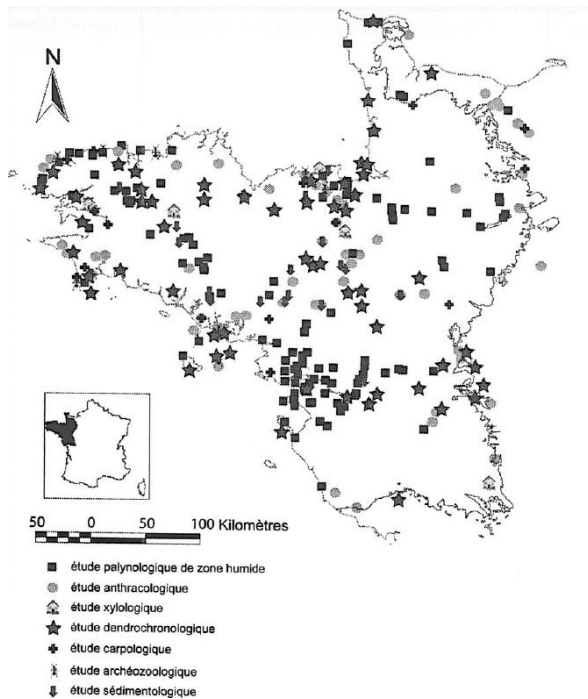 N
50 0 50 100 Kilomètres
étude palynologique de zone humide
étude anthracologique
étude xylologique
étude dendrochronologique
étude carpologique
étude archéozoologique
étude sédimentologique